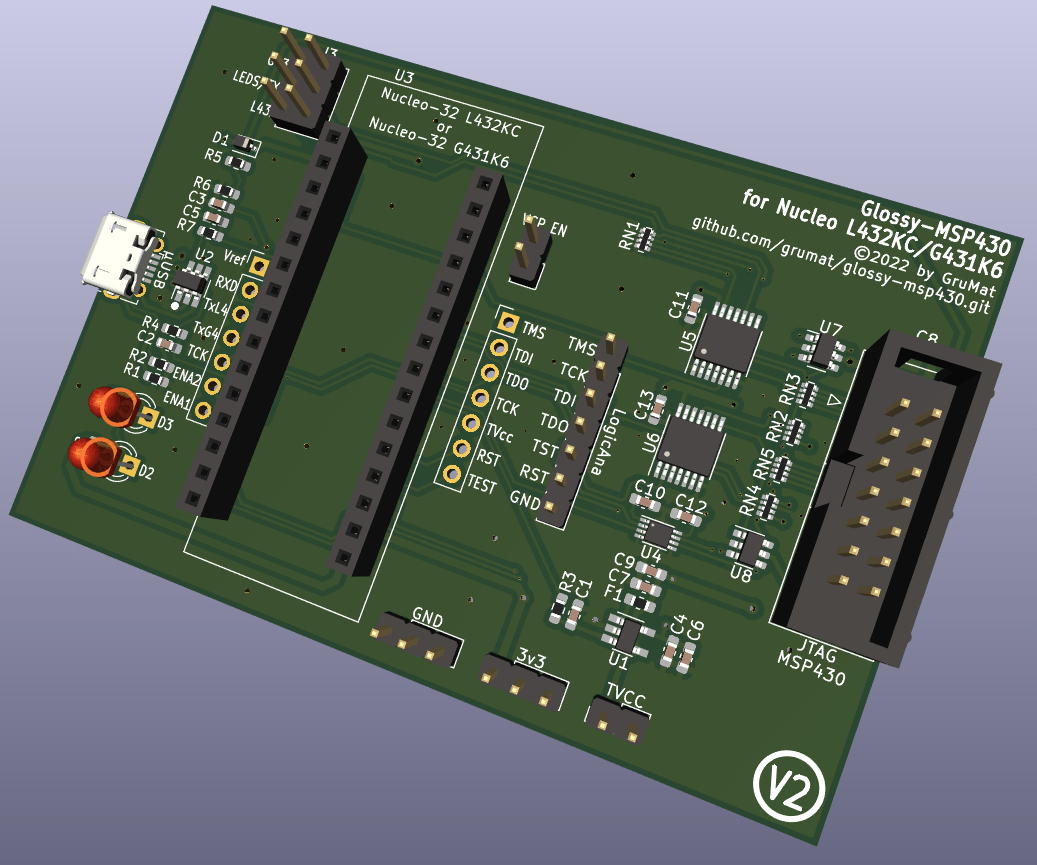 J3
LEDS/
L43
U3
Nucleo-32 L432KC
or
Nucleo-32 G431K6
D1
R5
R6
C3
C5
R7
U2
USB
Vref
RXD
TxL4
TxG4
TCK
ENA2
ENA1
R4
C2
R2
R1
D3
D2
CP_EN
TMS
TDI
TDO
TCK
TVcc
RST
TEST
TMS
TCK
TDI
TDO
TST
RST
GND
LogicAna
RN1
for Nucleo
Glossy-MSP430
L432KC/G431K6
©2022 by GruMat
github.com/grumat/glossy-msp430.git
C11
U5
U7
C8
C13
U6
RN3
RN2
RN5
RN4
C10
C12
U4
U8
C9
C7
F1
R3
C1
U1
C4
C6
JTAG
MSP430
GND
3v3
TVCC
V2